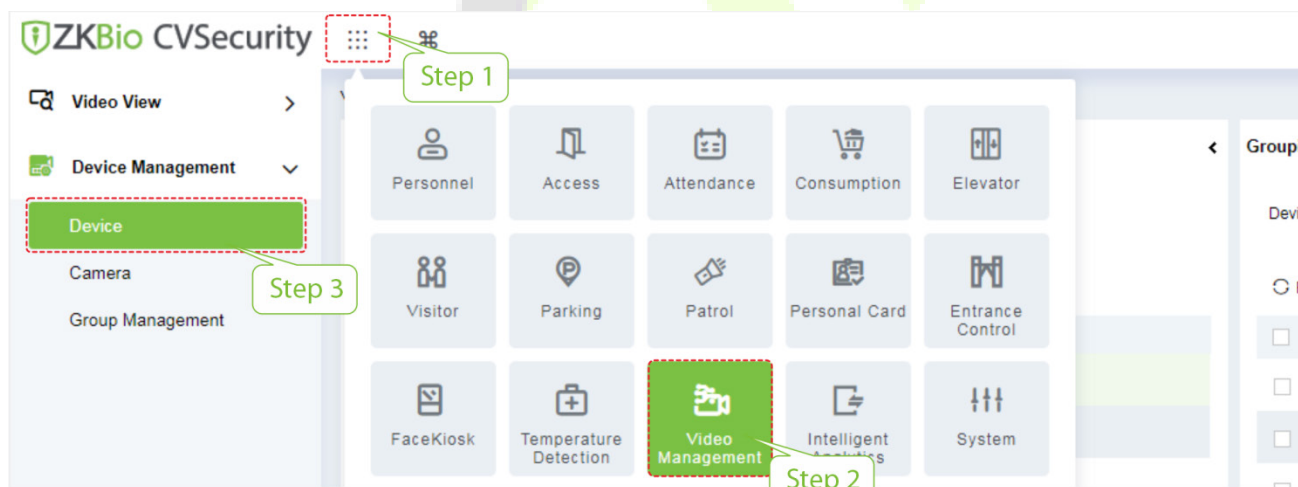 ZKBio CVSecurity
Step 1
Video View
Group
Device Management
Personnel
Access
Attendance
Consumption
Elevator
Device
Devi
Camera
Step 3
Group Management
Visitor
Parking
Patrol
Personal Card
Entrance
Control
FaceKiosk
Temperature
Detection
Video
Management
Intelligent
System
Step 2